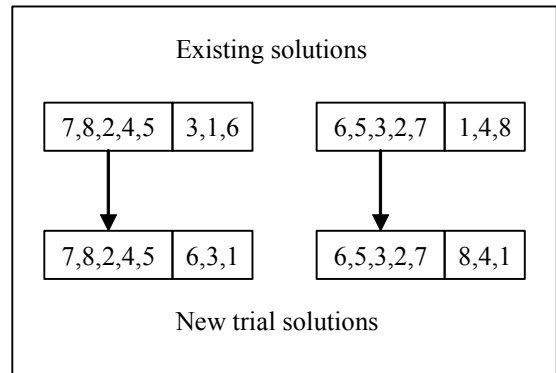 Existing solutions
7,8,2,4,5 3,1,6 6,5,3,2,7 1,4,8
7,8,2,4,5 6,3,1 6,5,3,2,7 8,4,1
New trial solutions